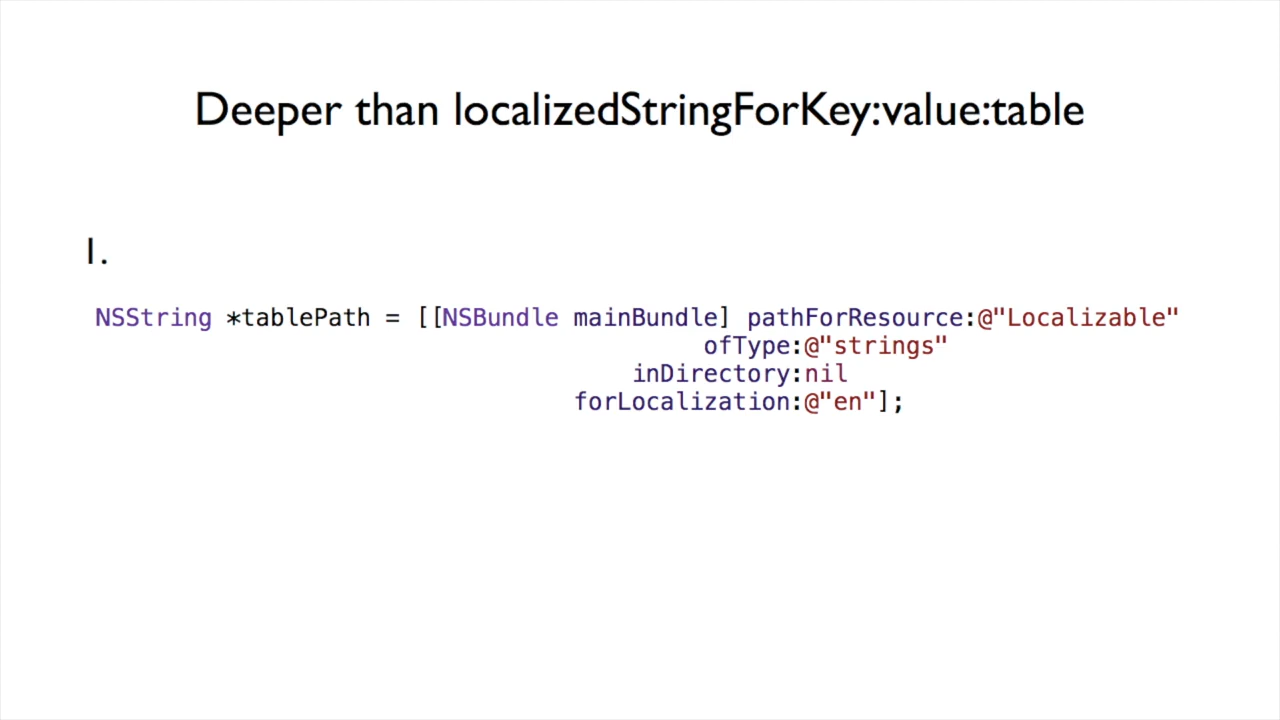 Deeper than localizedStringForKey:value:table
1.
NSString *tablePath = [[NSBundle mainBundle] pathForResource:@"Localizable"
ofType:@"strings"
inDirectory:nil
forLocalization:@"en"];